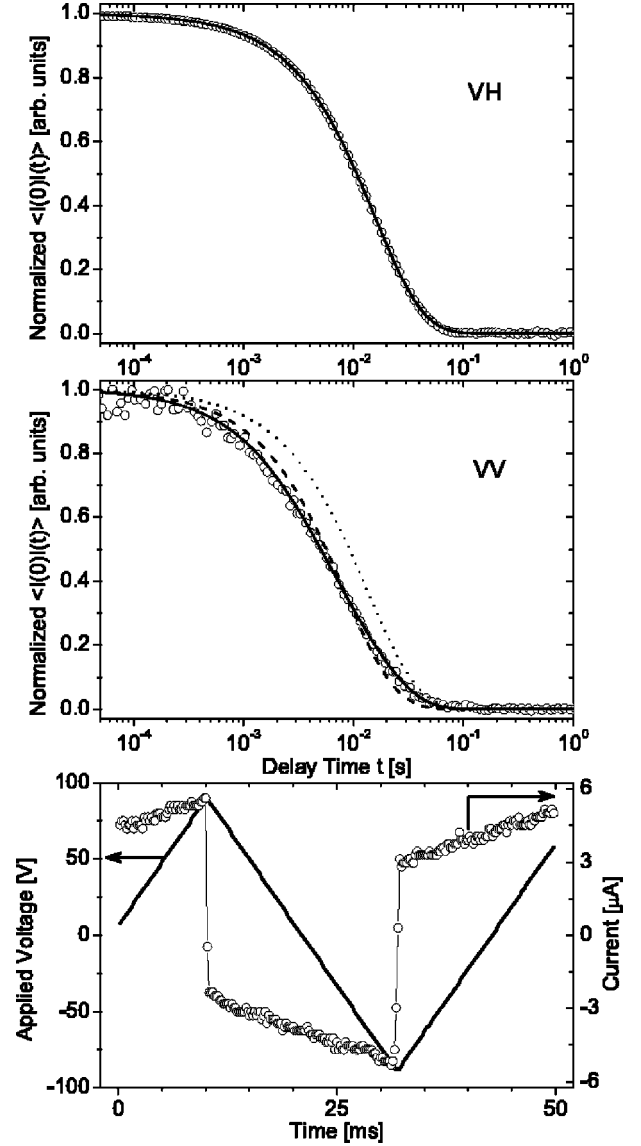 Normalized <I(0)I(t)> [arb. units]
1.0
0.8
0.6
0.4
0.2
0.0
VH
10⁻⁴ 10⁻³ 10⁻² 10⁻¹ 10⁰
Normalized <I(0)I(t)> [arb. units]
1.0
0.8
0.6
0.4
0.2
0.0
VV
10⁻⁴ 10⁻³ 10⁻² 10⁻¹ 10⁰
Delay Time t [s]
Applied Voltage [V]
100
50
0
-50
-100
6
3
0
-3
-6
Current [μA]
0 25 50
Time [ms]